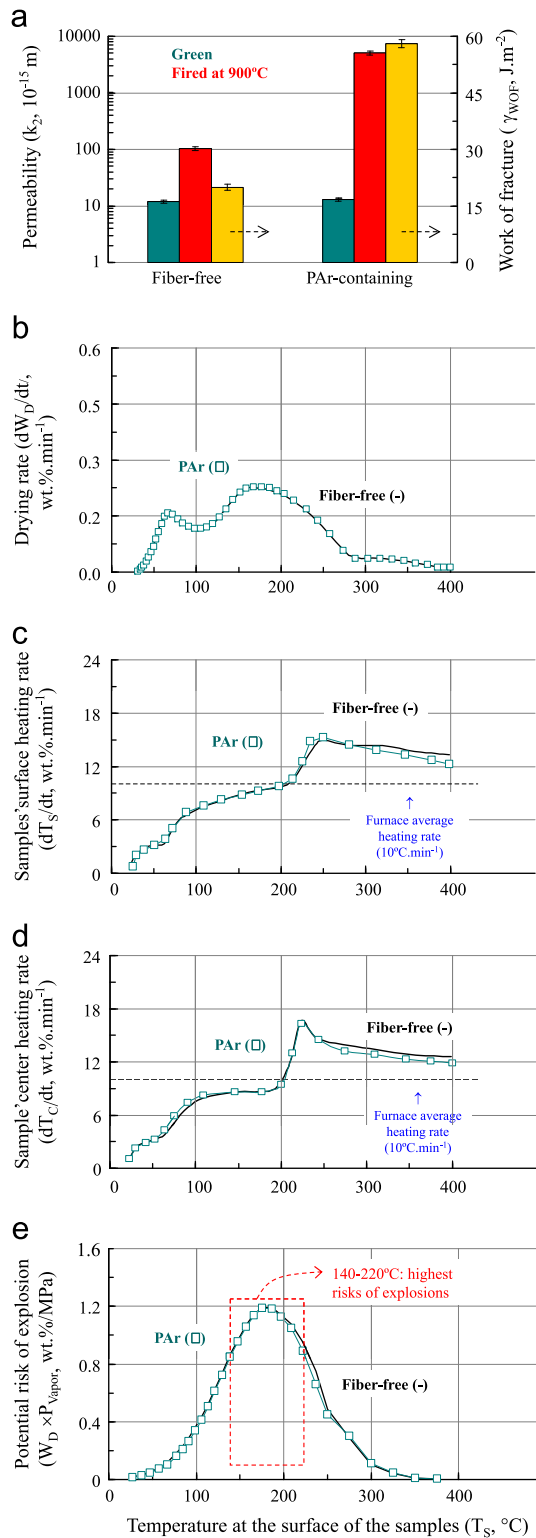 a
10000
1000
100
10
1
Permeability (k₂, 10⁻¹⁵ m)
Green
Fired at 900ºC
60
45
30
15
0
Work of fracture ( γWOF, J.m⁻²)
Fiber-free
PAr-containing
b
0.6
0.5
0.3
0.2
0.0
Drying rate (dW_D/dt,
wt.%.min⁻¹)
PAr (□)
Fiber-free (-)
0
100
200
300
400
c
24
18
12
6
0
Samples'surface heating rate
(dT_S/dt, wt.%.min⁻¹)
Fiber-free (-)
PAr (□)
↑
Furnace average
heating rate
(10ºC.min⁻¹)
0
100
200
300
400
d
24
18
12
6
0
Sample'center heating rate
(dT_C/dt, wt.%.min⁻¹)
Fiber-free (-)
PAr (□)
↑
Furnace average
heating rate
(10ºC.min⁻¹)
0
100
200
300
400
e
1.6
1.2
0.8
0.4
0
Potential risk of explosion
(W_D ×P_Vapor, wt.%/MPa)
140-220ºC: highest
risks of explosions
PAr (□)
Fiber-free (-)
0
100
200
300
400
Temperature at the surface of the samples (T_S, °C)